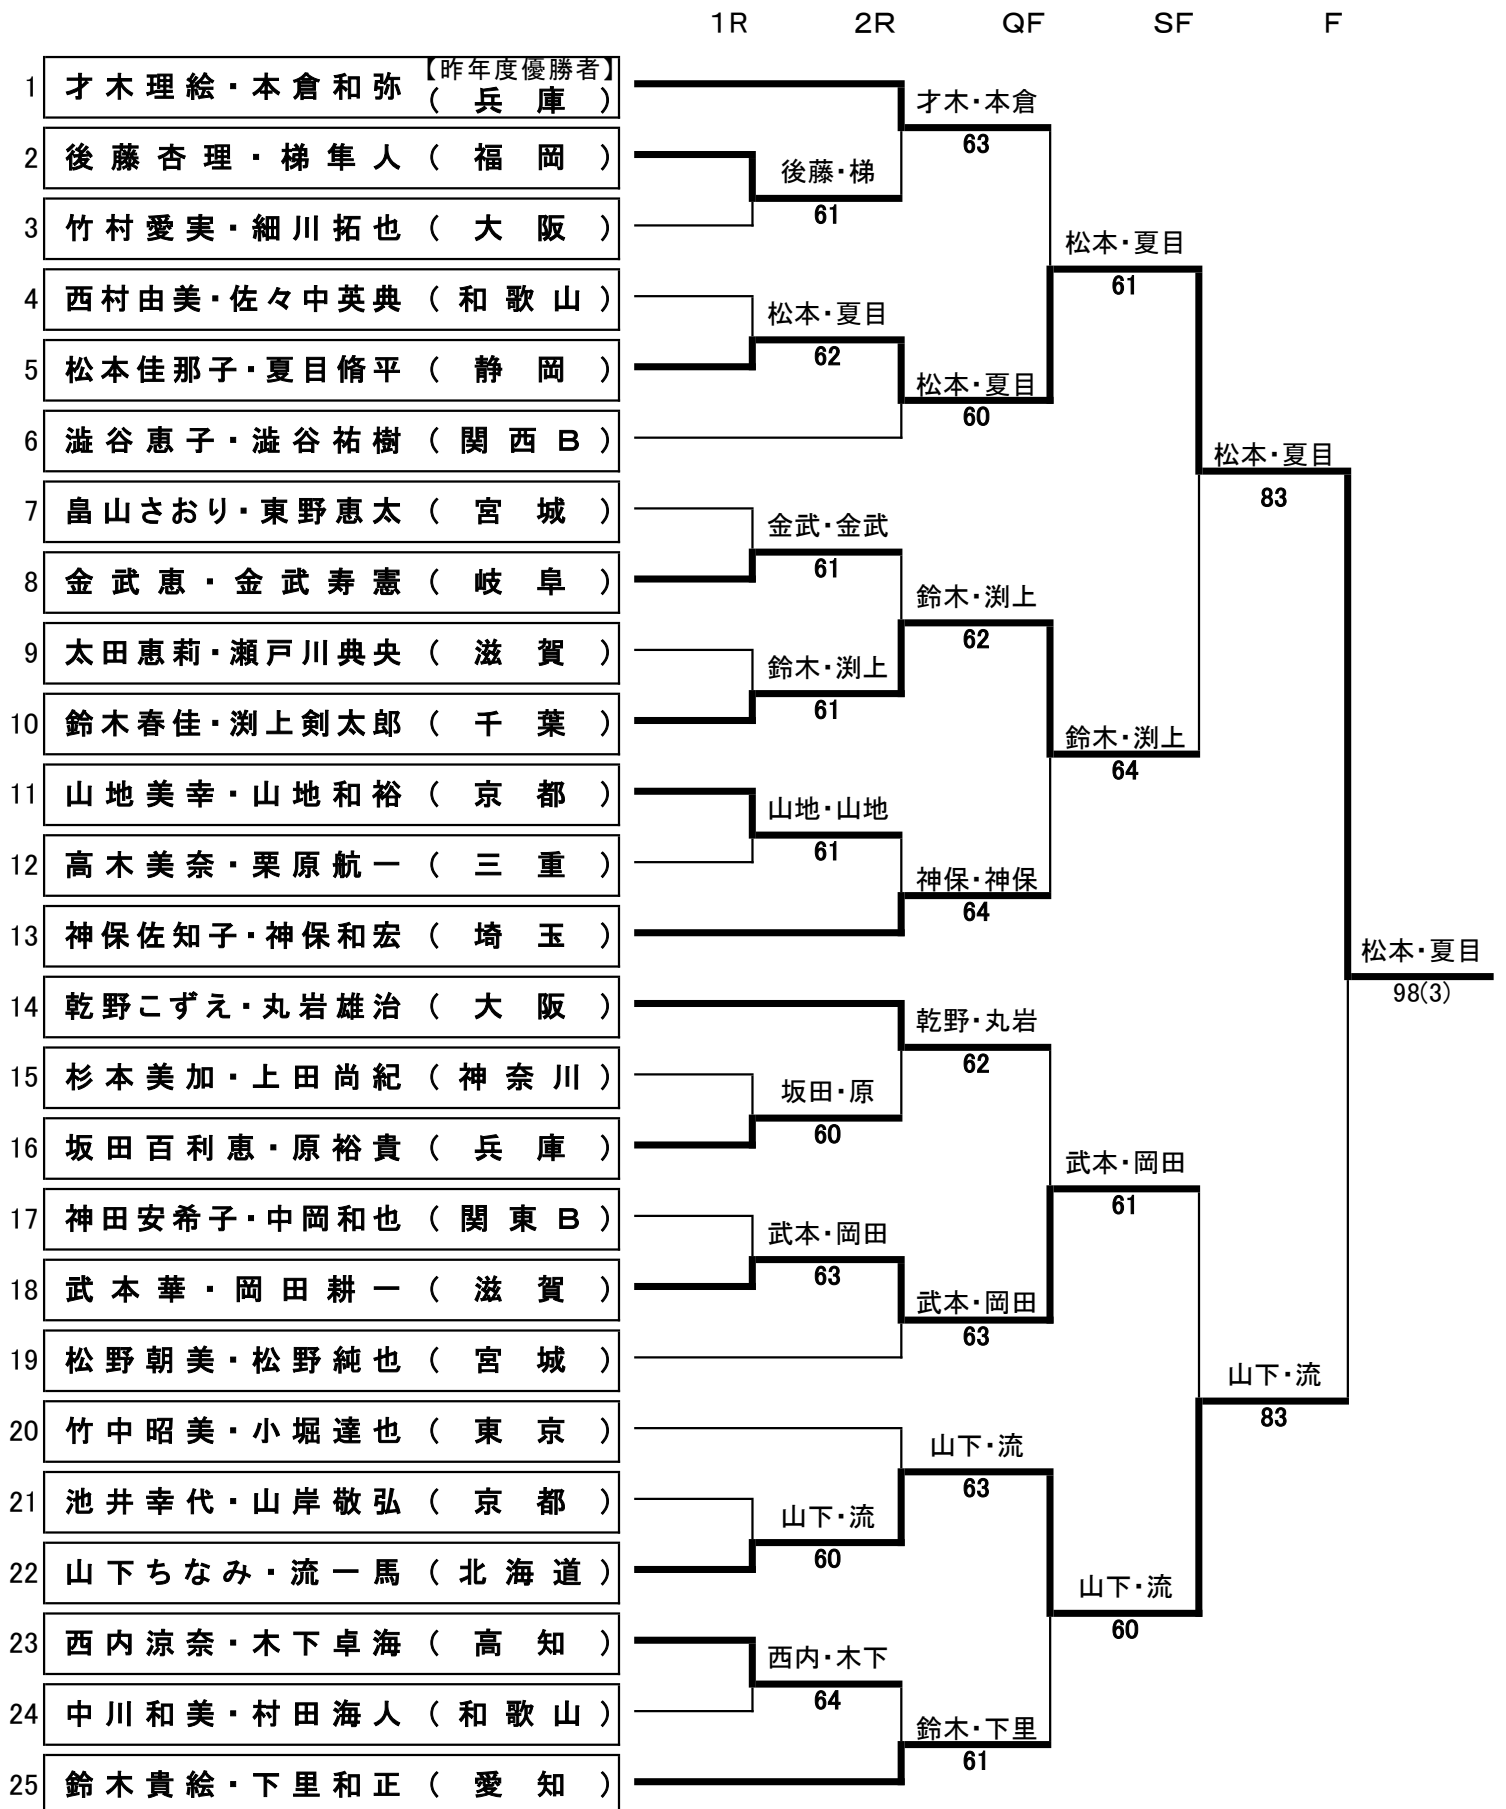 1R 2R QF SF F
1 才木理絵・本倉和弥 【昨年度優勝者】 (兵庫)
才木・本倉
63
2 後藤杏理・梯隼人 (福岡)
後藤・梯
61
3 竹村愛実・細川拓也 (大阪)
松本・夏目
61
4 西村由美・佐々中英典 (和歌山)
松本・夏目
62
5 松本佳那子・夏目脩平 (静岡)
松本・夏目
60
6 澁谷恵子・澁谷祐樹 (関西B)
松本・夏目
83
7 畠山さおり・東野恵太 (宮城)
金武・金武
61
8 金武恵・金武寿憲 (岐阜)
鈴木・渕上
62
9 太田恵莉・瀬戸川典央 (滋賀)
鈴木・渕上
61
10 鈴木春佳・渕上剣太郎 (千葉)
鈴木・渕上
64
11 山地美幸・山地和裕 (京都)
山地・山地
61
12 高木美奈・栗原航一 (三重)
神保・神保
64
13 神保佐知子・神保和宏 (埼玉)
松本・夏目
98(3)
14 乾野こずえ・丸岩雄治 (大阪)
乾野・丸岩
62
15 杉本美加・上田尚紀 (神奈川)
坂田・原
60
16 坂田百利恵・原裕貴 (兵庫)
武本・岡田
61
17 神田安希子・中岡和也 (関東B)
武本・岡田
63
18 武本華・岡田耕一 (滋賀)
武本・岡田
63
19 松野朝美・松野純也 (宮城)
山下・流
83
20 竹中昭美・小堀達也 (東京)
山下・流
63
21 池井幸代・山岸敬弘 (京都)
山下・流
60
22 山下ちなみ・流一馬 (北海道)
山下・流
60
23 西内涼奈・木下卓海 (高知)
西内・木下
64
24 中川和美・村田海人 (和歌山)
鈴木・下里
61
25 鈴木貴絵・下里和正 (愛知)